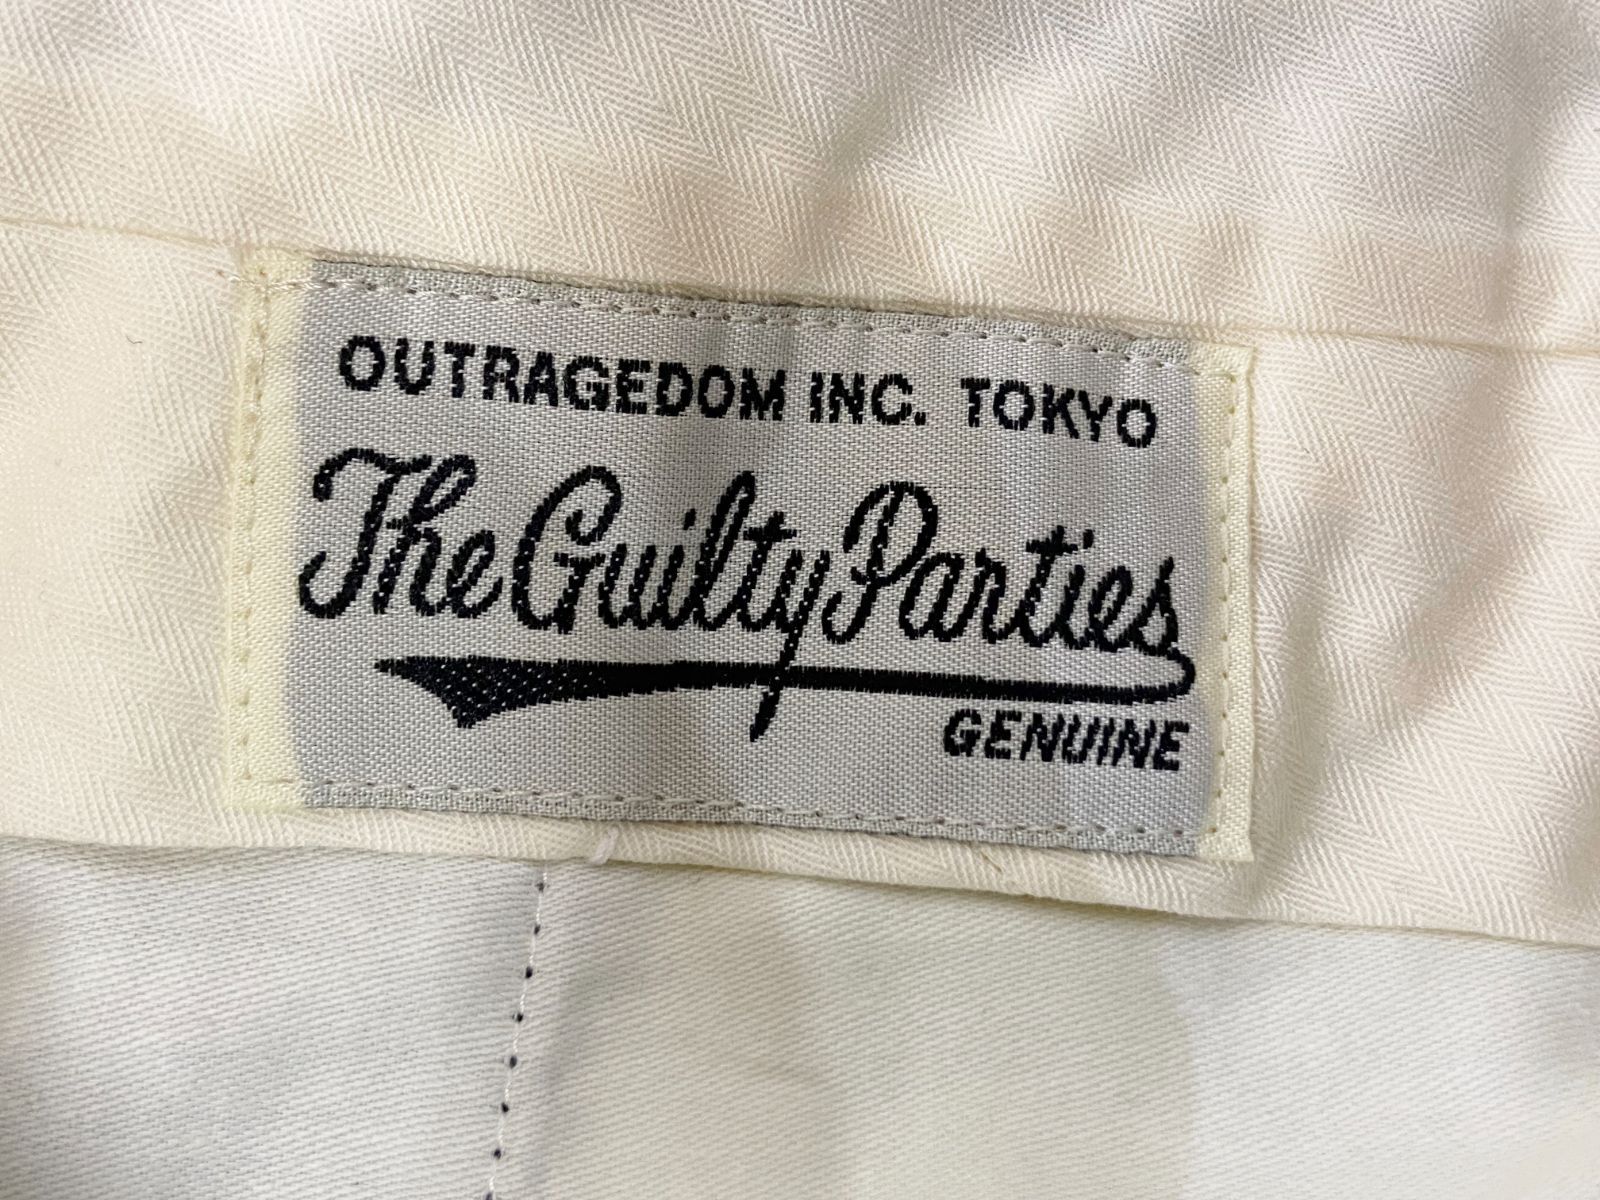 OUTRAGEDOM INC. TOKYO
The Guilty Parties
GENUINE